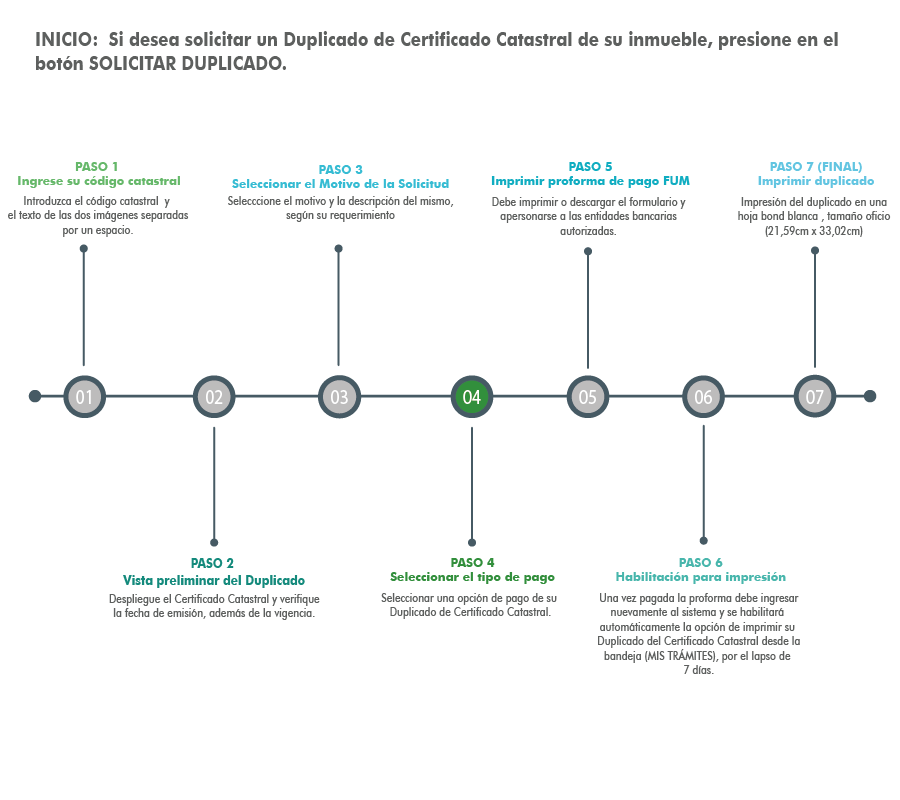 INICIO:  Si desea solicitar un Duplicado de Certificado Catastral de su inmueble, presione en el
botón SOLICITAR DUPLICADO.
PASO 1
Ingrese su código catastral
Introduzca el código catastral  y
el texto de las dos imágenes separadas
por un espacio.
PASO 3
Seleccionar el Motivo de la Solicitud
Selecccione el motivo y la descripción del mismo,
según su requerimiento
PASO 5
Imprimir proforma de pago FUM
Debe imprimir o descargar el formulario y
apersonarse a las entidades bancarias
autorizadas.
PASO 7 (FINAL)
Imprimir duplicado
Impresión del duplicado en una
hoja bond blanca , tamaño oficio
(21,59cm x 33,02cm)
01
02
03
04
05
06
07
PASO 2
Vista preliminar del Duplicado
Despliegue el Certificado Catastral y verifique
la fecha de emisión, además de la vigencia.
PASO 4
Seleccionar el tipo de pago
Seleccionar una opción de pago de su
Duplicado de Certificado Catastral.
PASO 6
Habilitación para impresión
Una vez pagada la proforma debe ingresar
nuevamente al sistema y se habilitará
automáticamente la opción de imprimir su
Duplicado del Certificado Catastral desde la
bandeja (MIS TRÁMITES), por el lapso de
7 días.